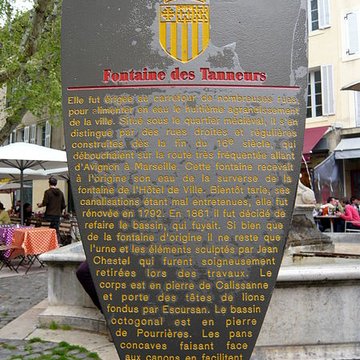 Fontaine des Tanneurs
Elle fut érigée au carrefour de nombreuses rues,
pour alimenter en eau le huitième agrandissement
de la ville. Situé sous le quartier médiéval, il s'en
distingue par des rues droites et régulières
construites dès la fin du 16e siècle, qui
débouchaient sur la route très fréquentée allant
d'Avignon à Marseille. Cette fontaine recevait
à l'origine son eau de la surverse de la
fontaine de l'Hôtel de Ville. Bientôt tarie, ses
canalisations étant mal entretenues, elle fut
rénovée en 1792. En 1861 il fut décidé de
refaire le bassin, qui fuyait. Si bien que
de la fontaine d'origine il ne reste que
l'urne et les éléments sculptés par Jean
Chastel qui furent soigneusement
retirées lors des travaux. Le
corps est en pierre de Calissanne
et porte des têtes de lions
fondus par Escursan. Le bassin
octogonal est en pierre
de Pourrières. Les pans
concaves faisant face
aux canons en facilitent